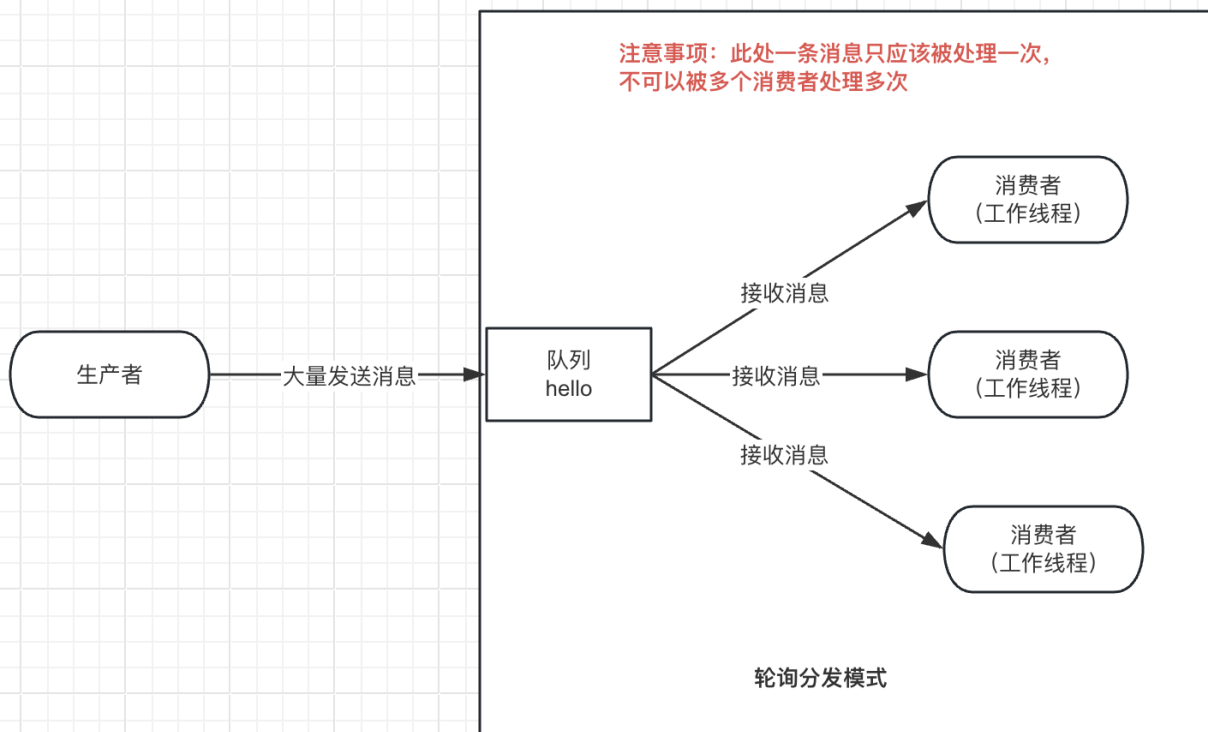 注意事项：此处一条消息只应该被处理一次，
不可以被多个消费者处理多次
消费者
（工作线程）
接收消息
生产者
大量发送消息
队列
hello
接收消息
消费者
（工作线程）
接收消息
消费者
（工作线程）
轮询分发模式